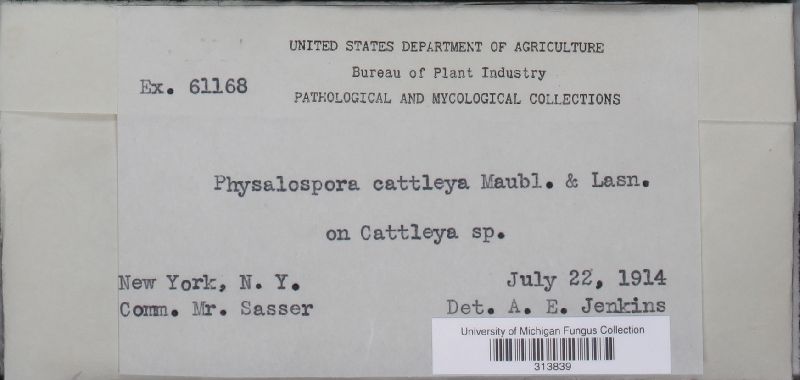 UNITED STATES DEPARTMENT OF AGRICULTURE
Bureau of Plant Industry
Ex. 61168
PATHOLOGICAL AND MYCOLOGICAL COLLECTIONS
Physalospora cattleya Maubl. & Lasn.
on Cattleya sp.
New York, N. Y. July 22, 1914
Comm. Mr. Sasser Det. A. E. Jenkins
University of Michigan Fungus Collection
313839